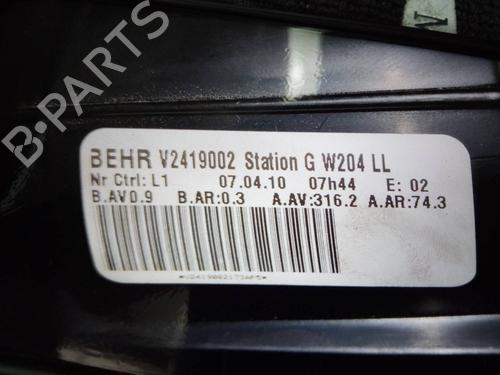 B-PARTS
BEHR V2419002 Station G W204 LL
Nr Ctrl: L1 07.04.10 07h44 E: 02
B.AV0.9 B.AR:0.3 A.AV:316.2 A.AR:74.3